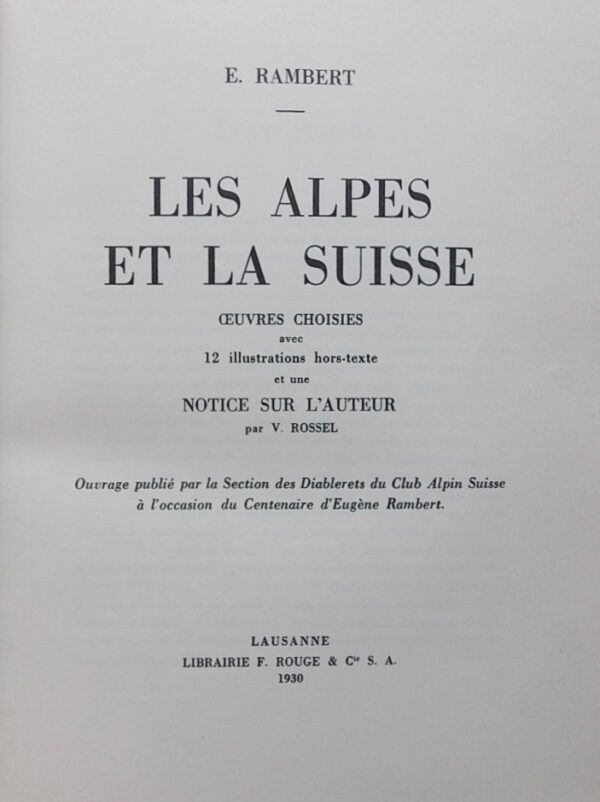 E. RAMBERT
LES ALPES
ET LA SUISSE
ŒUVRES CHOISIES
avec
12 illustrations hors-texte
et une
NOTICE SUR L'AUTEUR
par V. ROSSEL
Ouvrage publié par la Section des Diablerets du Club Alpin Suisse
à l'occasion du Centenaire d'Eugène Rambert.
LAUSANNE
LIBRAIRIE F. ROUGE & Cie S. A.
1930